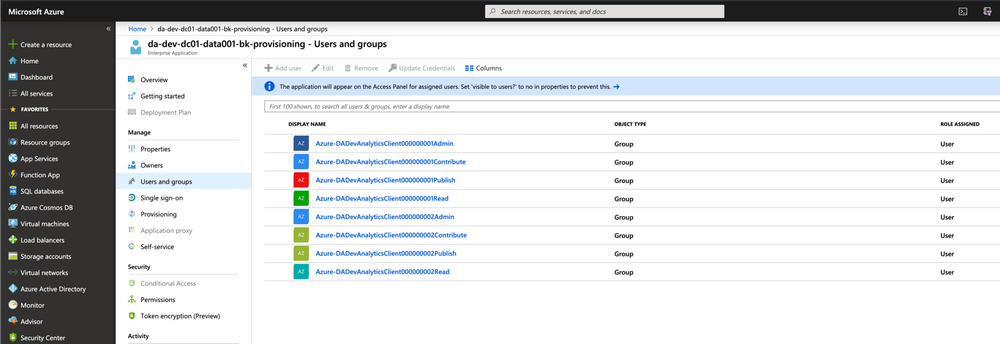 Microsoft Azure
Search resources, services, and docs
«
Create a resource
Home
Dashboard
All services
FAVORITES
All resources
Resource groups
App Services
Function App
SQL databases
Azure Cosmos DB
Virtual machines
Load balancers
Storage accounts
Virtual networks
Azure Active Directory
Monitor
Advisor
Security Center
Home > da-dev-dc01-data001-bk-provisioning - Users and groups
da-dev-dc01-data001-bk-provisioning - Users and groups
Enterprise Application
«
Overview
Getting started
Deployment Plan
Manage
Properties
Owners
Users and groups
Single sign-on
Provisioning
Application proxy
Self-service
Security
Conditional Access
Permissions
Token encryption (Preview)
Activity
Add user Edit Remove Update Credentials Columns
The application will appear on the Access Panel for assigned users. Set 'visible to users?' to no in properties to prevent this. →
First 100 shown, to search all users & groups, enter a display name.
DISPLAY NAME OBJECT TYPE ROLE ASSIGNED
AZ Azure-DADevAnalyticsClient000000001Admin Group User
AZ Azure-DADevAnalyticsClient000000001Contribute Group User
AZ Azure-DADevAnalyticsClient000000001Publish Group User
AZ Azure-DADevAnalyticsClient000000001Read Group User
AZ Azure-DADevAnalyticsClient000000002Admin Group User
AZ Azure-DADevAnalyticsClient000000002Contribute Group User
AZ Azure-DADevAnalyticsClient000000002Publish Group User
AZ Azure-DADevAnalyticsClient000000002Read Group User